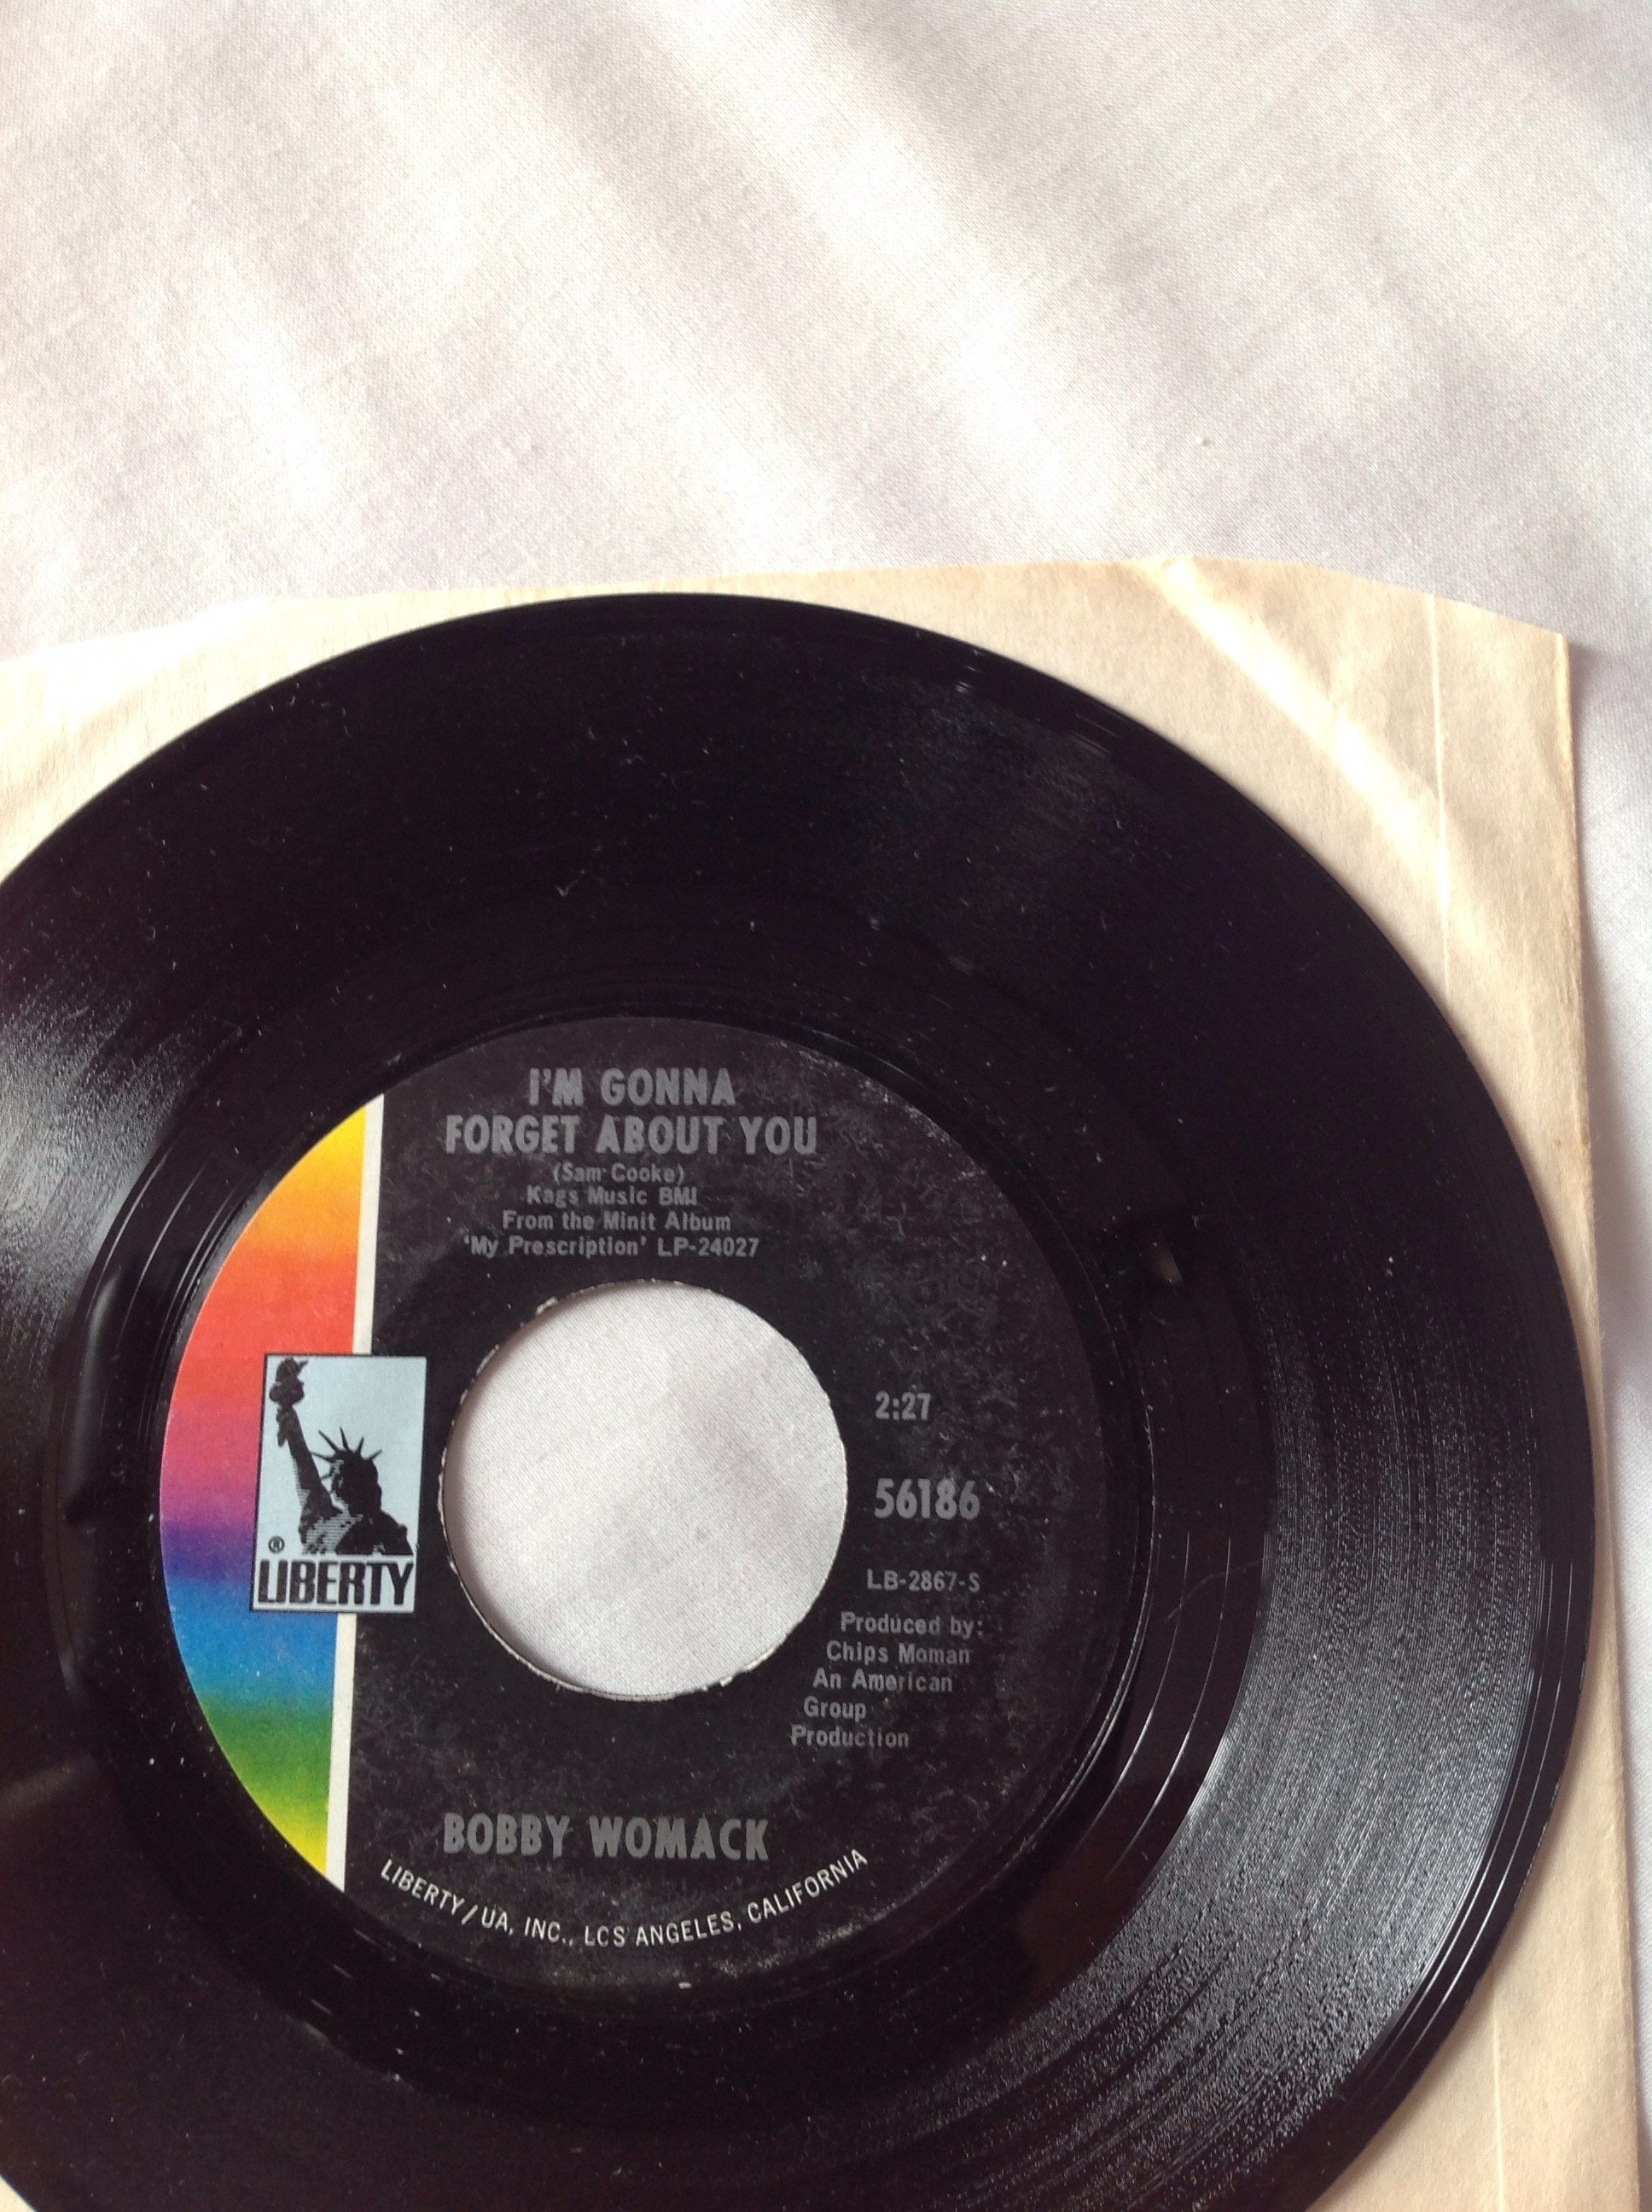 I'M GONNA
FORGET ABOUT YOU
(Sam Cooke)
Kags Music BMI
From the Minit Album
'My Prescription' LP-24027
2:27
56186
®
LIBERTY
LB-2867-S
Produced by:
Chips Moman
An American
Group
Production
BOBBY WOMACK
LIBERTY/UA, INC., LOS ANGELES, CALIFORNIA